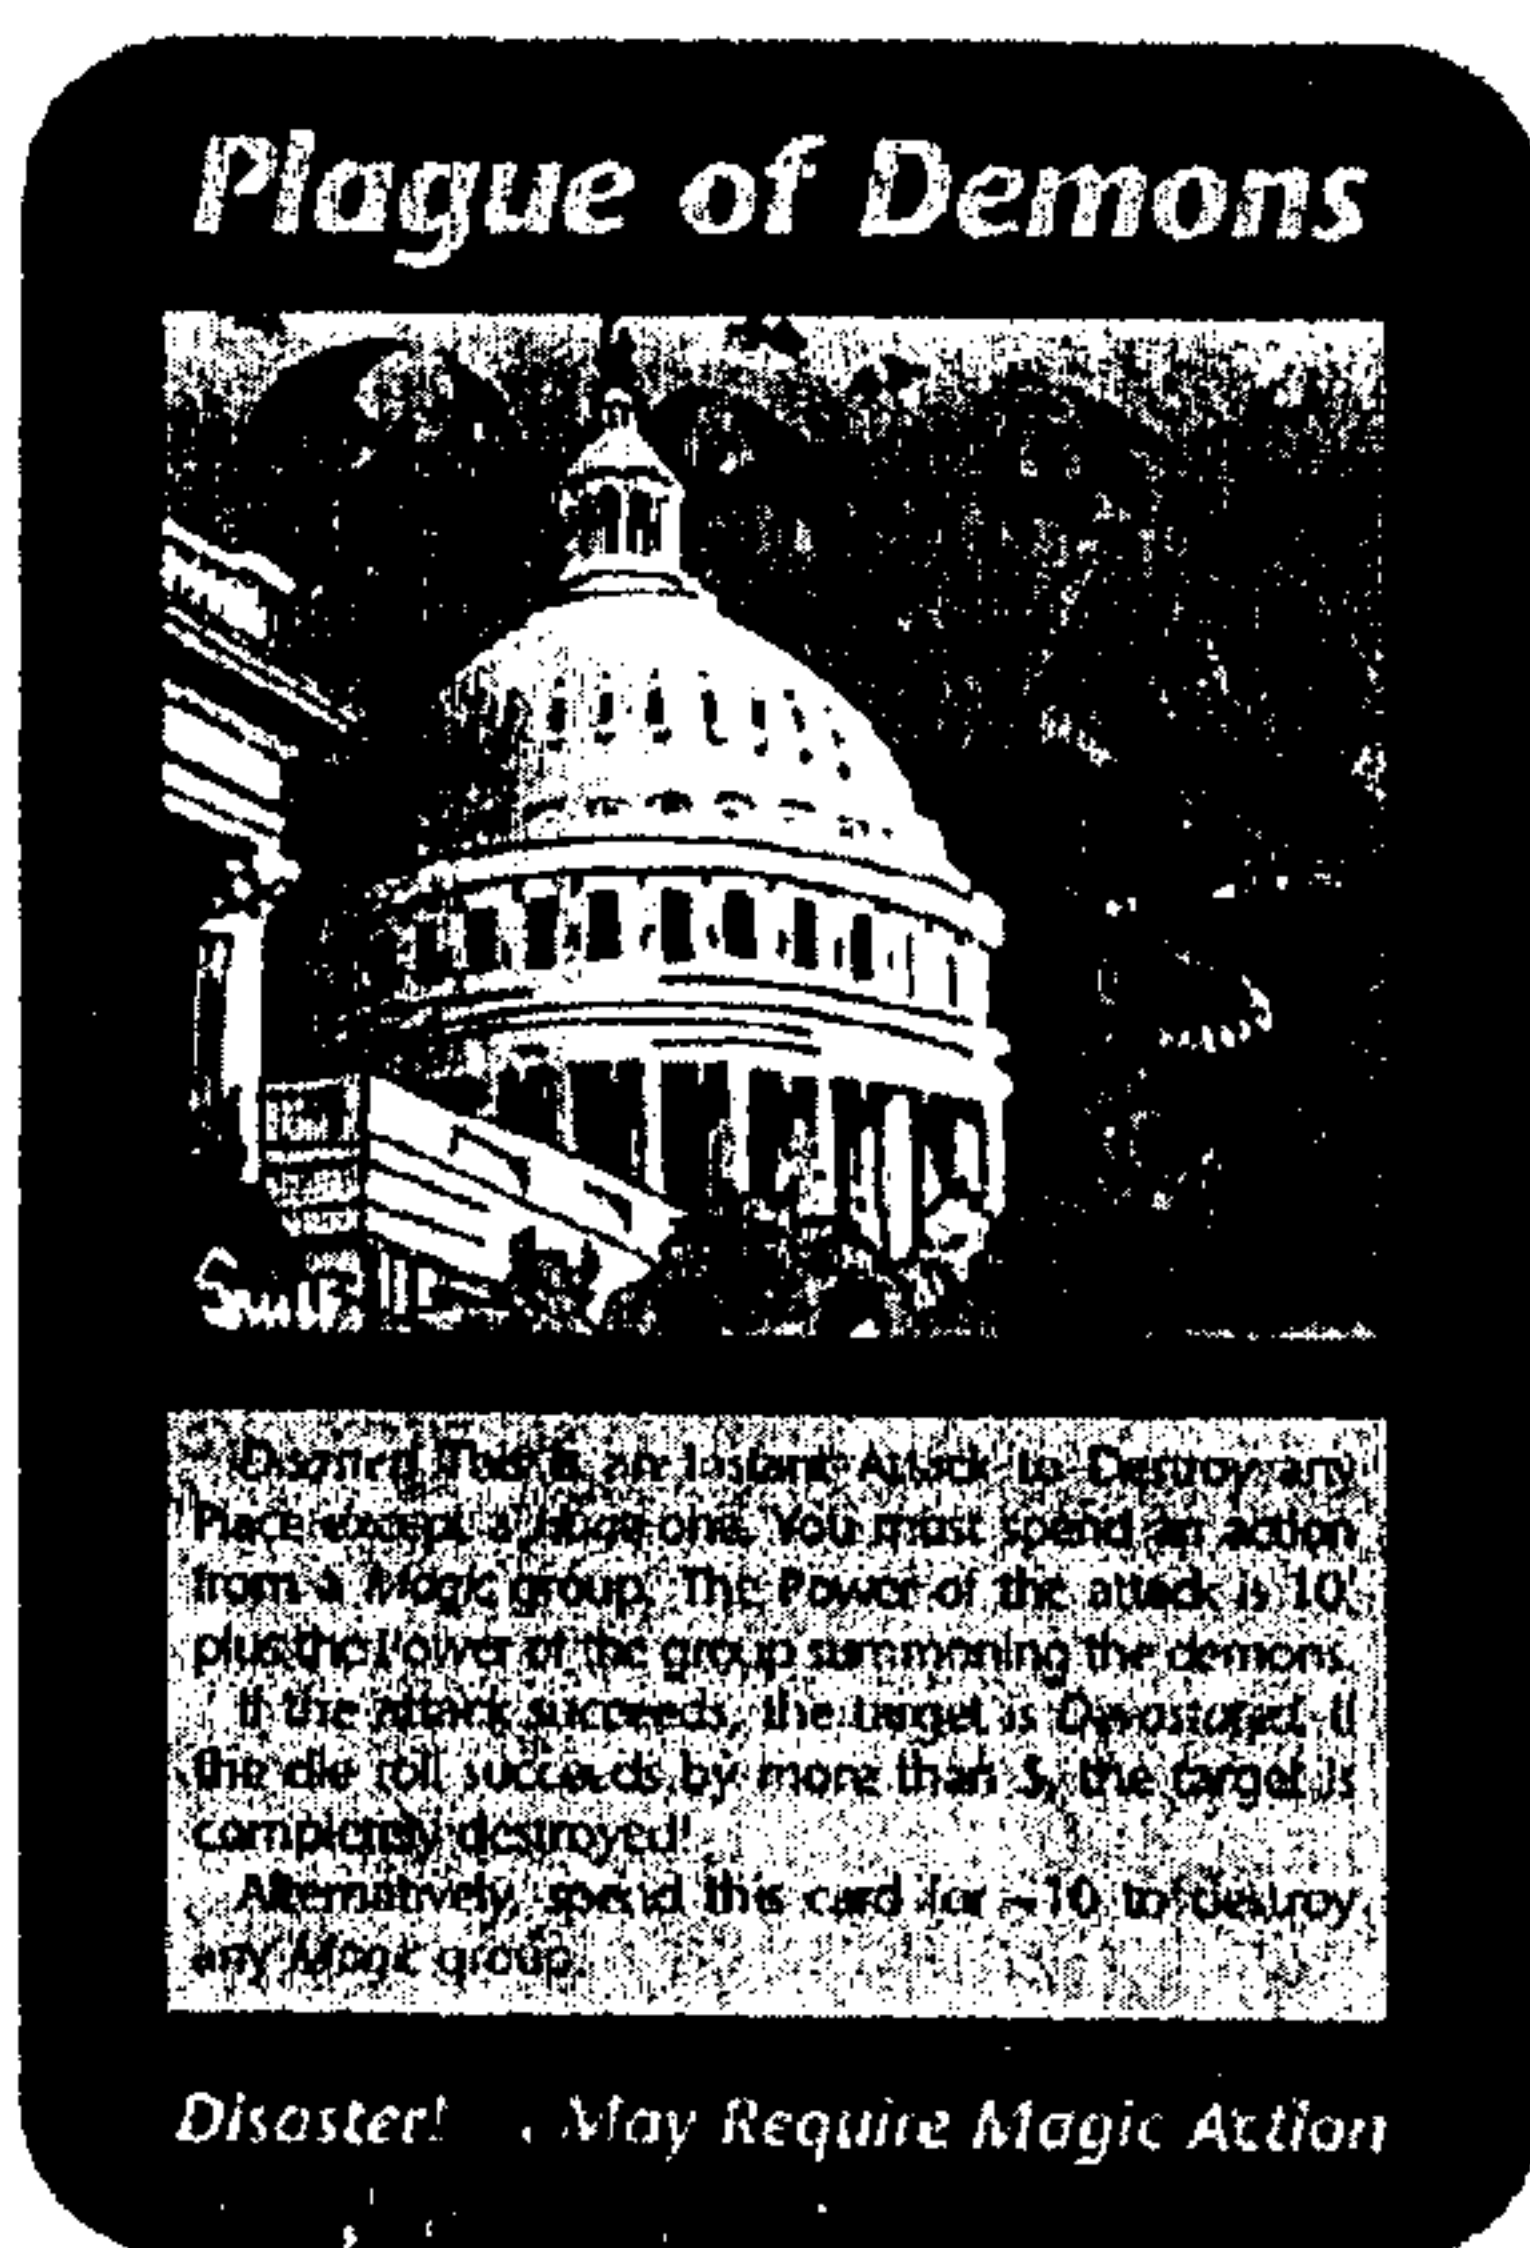 Plague of Demons
Smith
Disaster! This is an Instant Attack to Destroy any
Place except a Huge one. You must spend an action
from a Magic group. The Power of the attack is 10,
plus the Power of the group summoning the demons.
If the attack succeeds, the target is Devastated. If
the die roll succeeds by more than 5, the target is
completely destroyed!
Alternatively, spend this card for -10 to destroy
any Magic group.
Disaster! May Require Magic Action